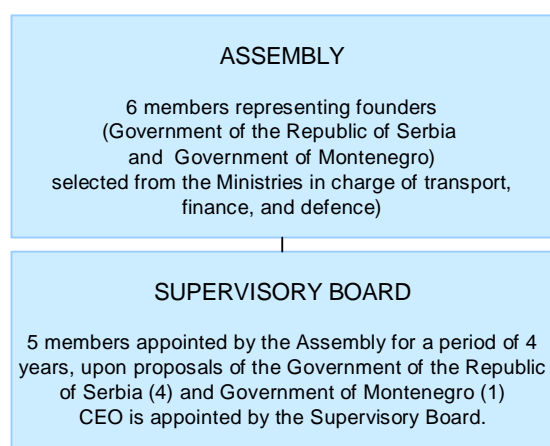 ASSEMBLY
6 members representing founders
(Government of the Republic of Serbia
and Government of Montenegro)
selected from the Ministries in charge of transport,
finance, and defence)
SUPERVISORY BOARD
5 members appointed by the Assembly for a period of 4
years, upon proposals of the Government of the Republic
of Serbia (4) and Government of Montenegro (1)
CEO is appointed by the Supervisory Board.